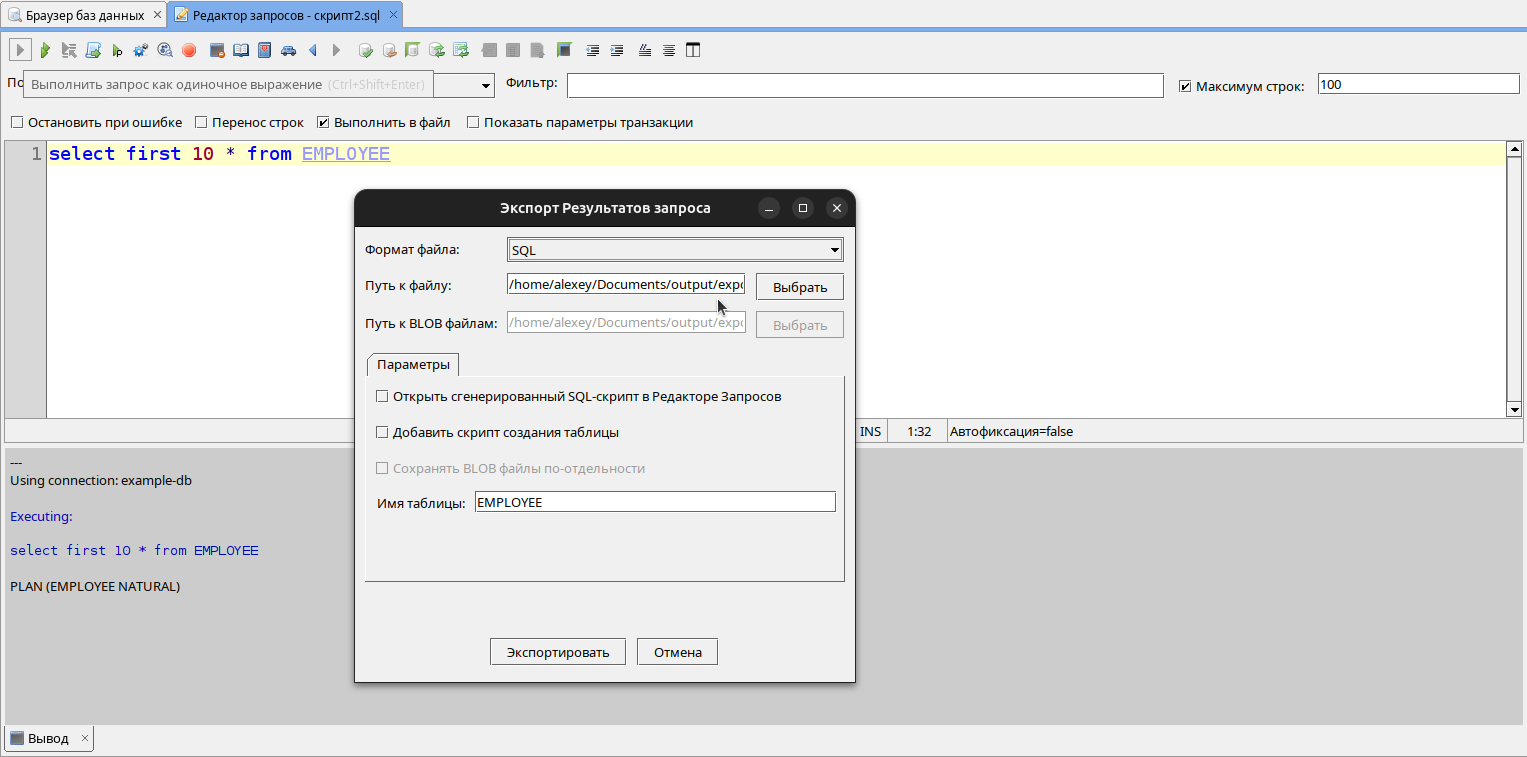 Браузер баз данных
Редактор запросов - скрипт2.sql
Выполнить запрос как одиночное выражение (Ctrl+Shift+Enter)
Фильтр:
Максимум строк:
100
Остановить при ошибке
Перенос строк
Выполнить в файл
Показать параметры транзакции
1 select first 10 * from EMPLOYEE
Экспорт Результатов запроса
Формат файла:
SQL
Путь к файлу:
/home/alexey/Documents/output/expo
Выбрать
Путь к BLOB файлам:
/home/alexey/Documents/output/expo
Выбрать
Параметры
Открыть сгенерированный SQL-скрипт в Редакторе Запросов
Добавить скрипт создания таблицы
Сохранять BLOB файлы по-отдельности
Имя таблицы:
EMPLOYEE
Экспортировать
Отмена
INS
1:32
Автофиксация=false
---
Using connection: example-db
Executing:
select first 10 * from EMPLOYEE
PLAN (EMPLOYEE NATURAL)
Вывод